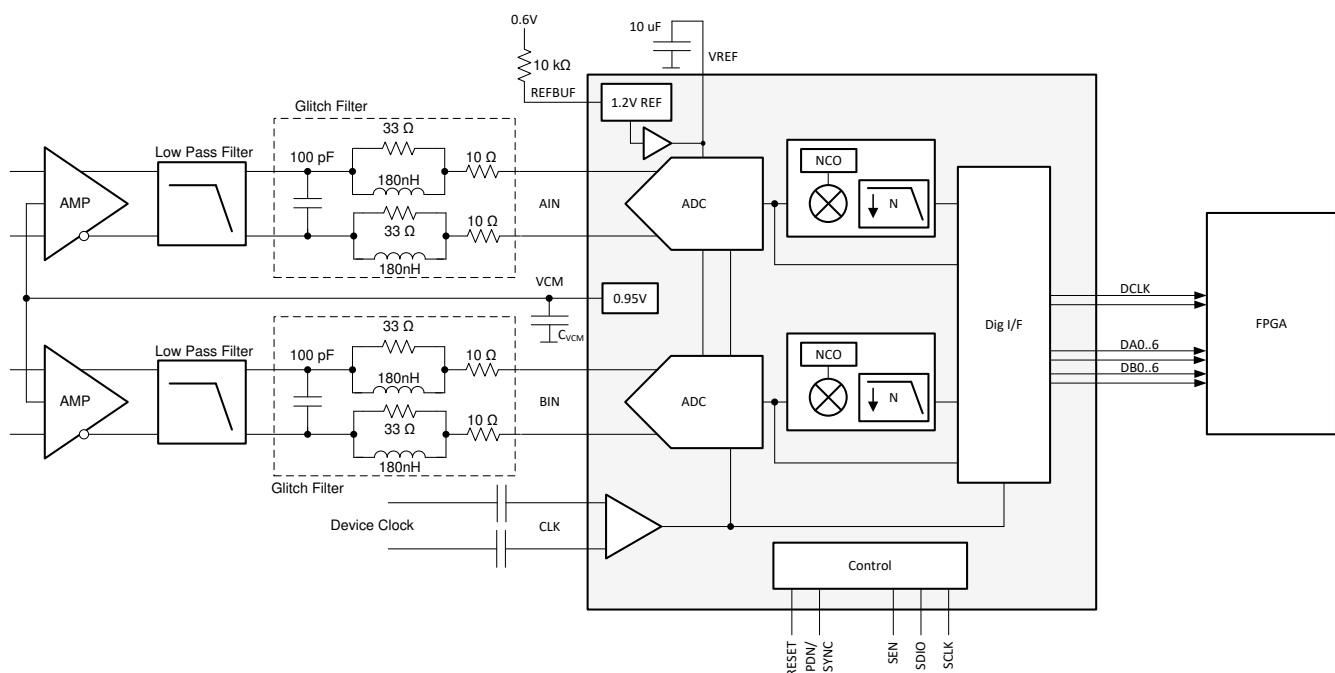 0.6V
10 uF
VREF
10 kΩ
REFBUF
1.2V REF
Glitch Filter
33 Ω
Low Pass Filter
100 pF
10 Ω
NCO
180nH
AMP
AIN
ADC
N
10 Ω
33 Ω
180nH
VCM
0.95V
DCLK
C_VCM
Dig I/F
FPGA
33 Ω
Low Pass Filter
100 pF
10 Ω
DA0..6
NCO
DB0..6
180nH
AMP
BIN
ADC
N
10 Ω
33 Ω
180nH
Glitch Filter
Device Clock
CLK
Control
RESET
PDN/
SYNC
SEN
SDIO
SCLK